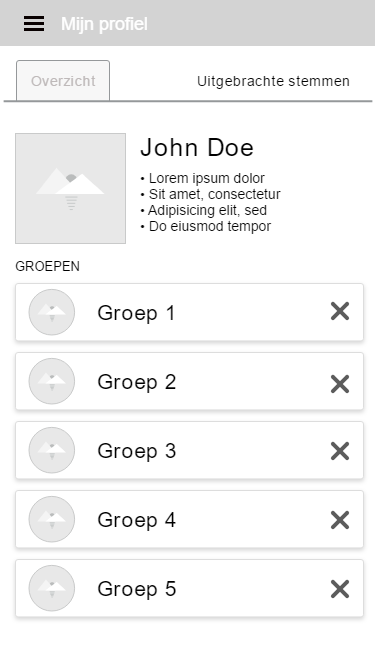 Mijn profiel
Overzicht
Uitgebrachte stemmen
John Doe
• Lorem ipsum dolor
• Sit amet, consectetur
• Adipisicing elit, sed
• Do eiusmod tempor
GROEPEN
Groep 1
Groep 2
Groep 3
Groep 4
Groep 5